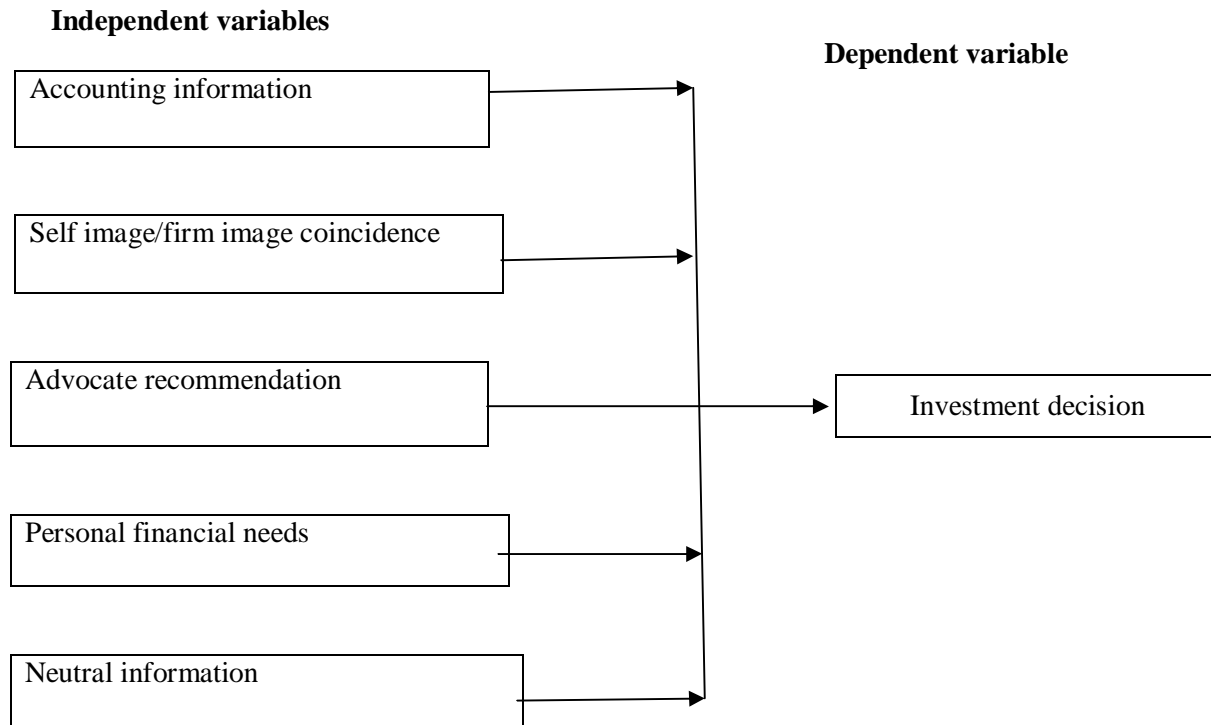 Independent variables
Dependent variable
Accounting information
Self image/firm image coincidence
Advocate recommendation
Investment decision
Personal financial needs
Neutral information